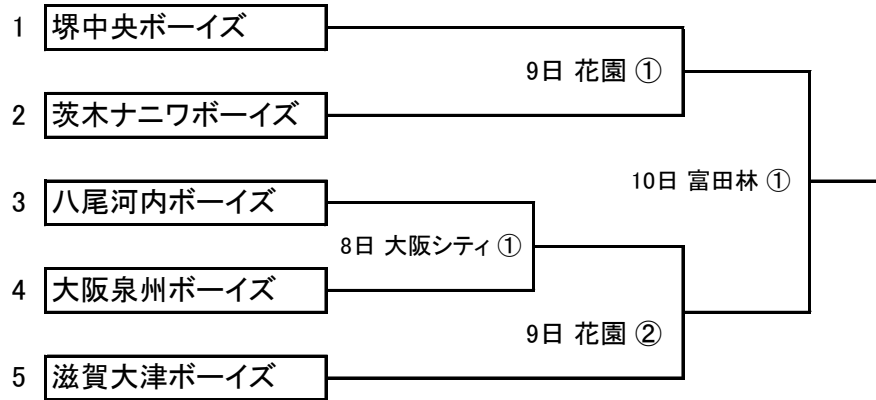 1 堺中央ボーイズ
9日 花園 ①
2 茨木ナニワボーイズ
10日 富田林 ①
3 八尾河内ボーイズ
8日 大阪シティ ①
4 大阪泉州ボーイズ
9日 花園 ②
5 滋賀大津ボーイズ